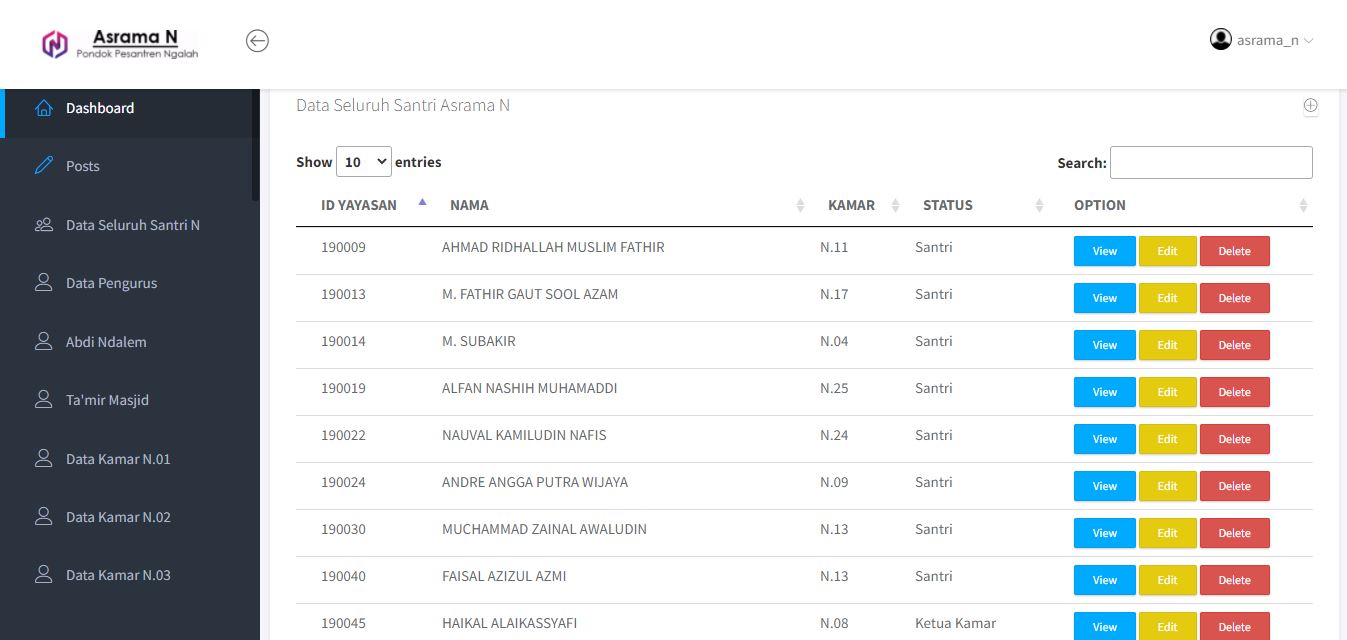 Asrama N
Pondok Pesantren Ngalah
asrama_n
Dashboard
Posts
Data Seluruh Santri N
Data Pengurus
Abdi Ndalem
Ta'mir Masjid
Data Kamar N.01
Data Kamar N.02
Data Kamar N.03
Data Seluruh Santri Asrama N
Show 10 entries
Search:
ID YAYASAN NAMA KAMAR STATUS OPTION
190009 AHMAD RIDHALLAH MUSLIM FATHIR N.11 Santri View Edit Delete
190013 M. FATHIR GAUT SOOL AZAM N.17 Santri View Edit Delete
190014 M. SUBAKIR N.04 Santri View Edit Delete
190019 ALFAN NASHIH MUHAMADDI N.25 Santri View Edit Delete
190022 NAUVAL KAMILUDIN NAFIS N.24 Santri View Edit Delete
190024 ANDRE ANGGA PUTRA WIJAYA N.09 Santri View Edit Delete
190030 MUCHAMMAD ZAINAL AWALUDIN N.13 Santri View Edit Delete
190040 FAISAL AZIZUL AZMI N.13 Santri View Edit Delete
190045 HAIKAL ALAIKASSYAFI N.08 Ketua Kamar View Edit Delete